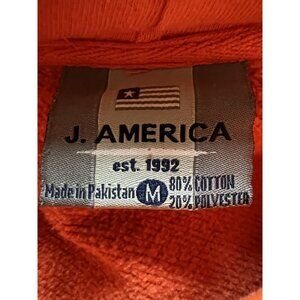 J. AMERICA
est. 1992
Made in Pakistan M 80% COTTON
20% POLYESTER